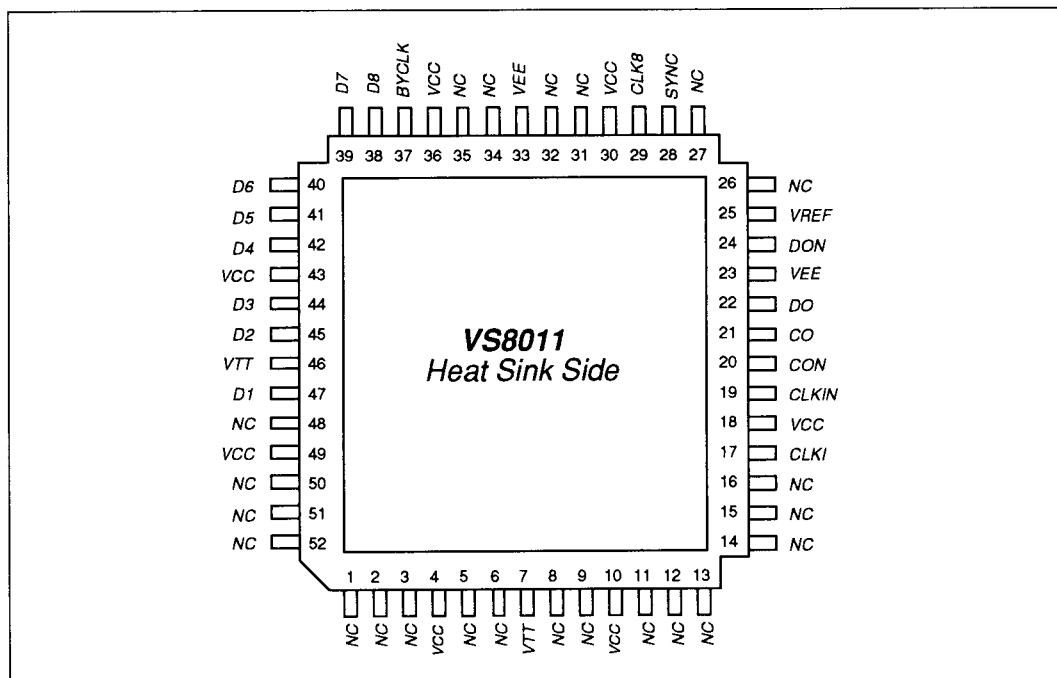 D7 D8 BYCLK VCC NC NC VEE NC NC VCC CLK8 SYNC NC
39 38 37 36 35 34 33 32 31 30 29 28 27
D6 40 26 NC
D5 41 25 VREF
D4 42 24 DON
VCC 43 23 VEE
D3 44 22 DO
D2 45 21 CO
VTT 46 20 CON
D1 47 19 CLKIN
NC 48 18 VCC
VCC 49 17 CLKI
NC 50 16 NC
NC 51 15 NC
NC 52 14 NC
VS8011
Heat Sink Side
1 2 3 4 5 6 7 8 9 10 11 12 13
NC NC NC VCC NC NC VTT NC NC VCC NC NC NC